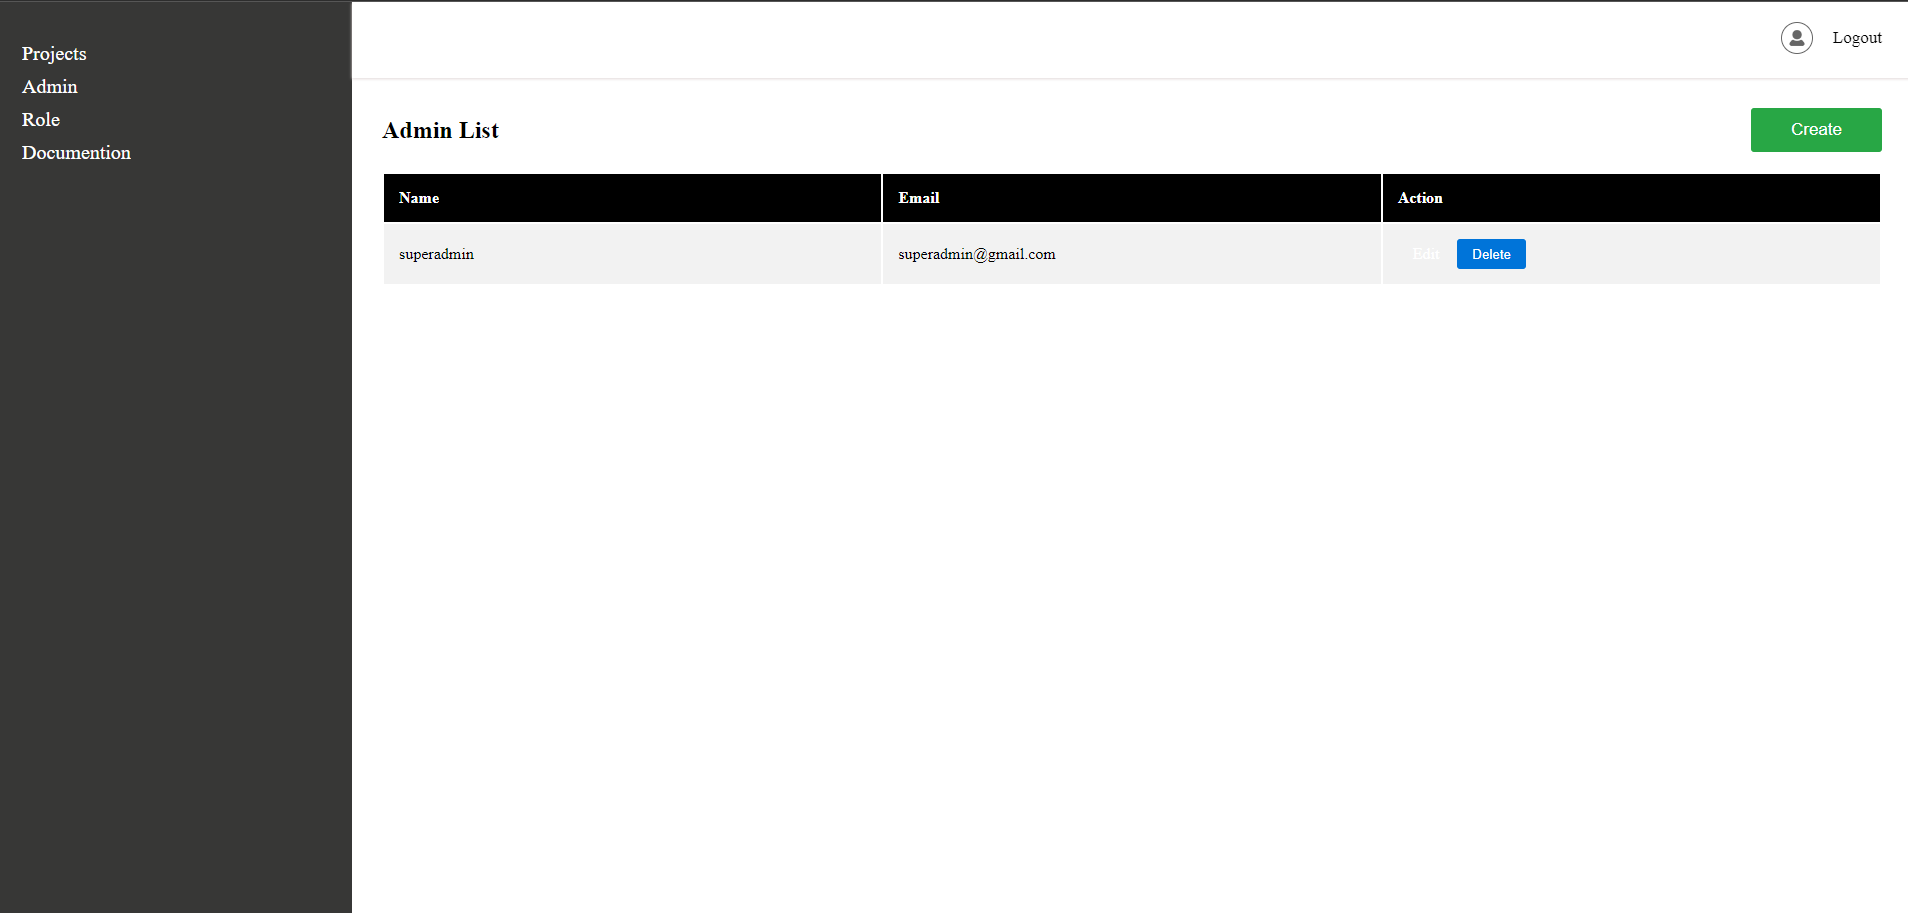 Projects
Admin
Role
Documention
Logout
Admin List
Create
Name Email Action
superadmin superadmin@gmail.com Edit Delete